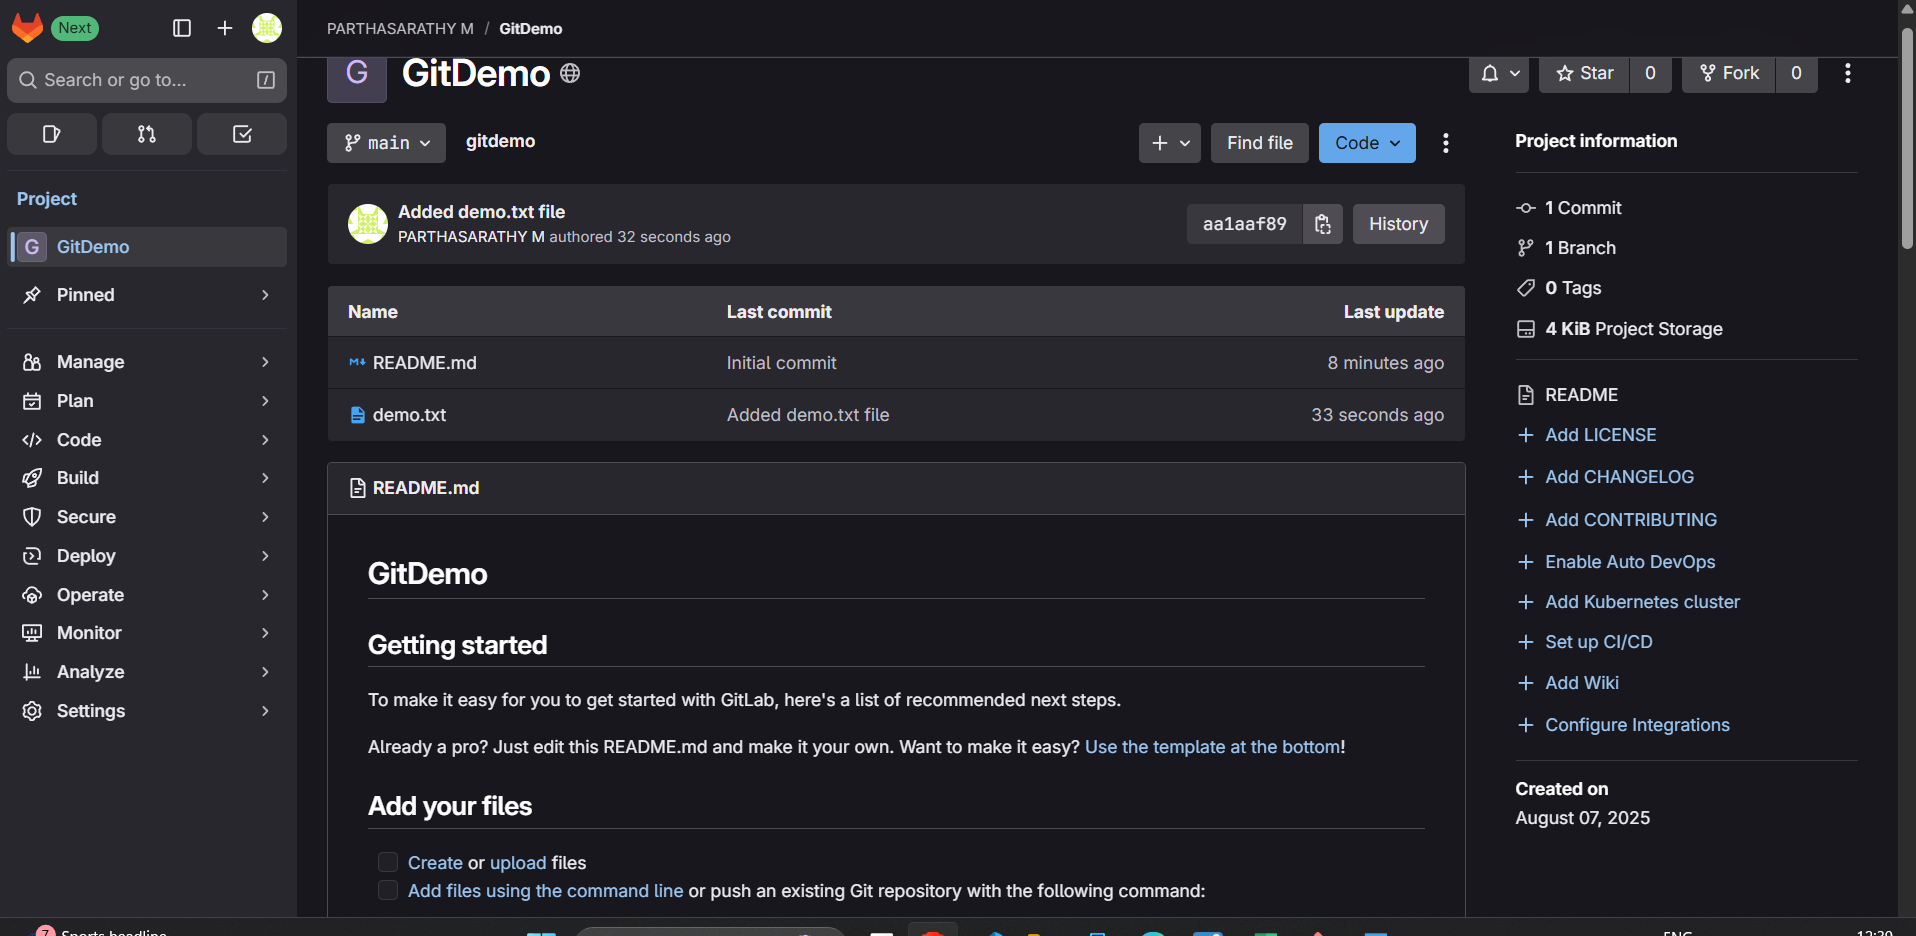 Next
PARTHASARATHY M / GitDemo
Search or go to... /
Project
G GitDemo
Pinned
Manage
Plan
Code
Build
Secure
Deploy
Operate
Monitor
Analyze
Settings
G GitDemo
Star 0 Fork 0
main gitdemo Find file Code
Added demo.txt file
PARTHASARATHY M authored 32 seconds ago
aa1aaf89 History
Name Last commit Last update
README.md Initial commit 8 minutes ago
demo.txt Added demo.txt file 33 seconds ago
README.md
GitDemo
Getting started
To make it easy for you to get started with GitLab, here's a list of recommended next steps.
Already a pro? Just edit this README.md and make it your own. Want to make it easy? Use the template at the bottom!
Add your files
Create or upload files
Add files using the command line or push an existing Git repository with the following command:
Project information
1 Commit
1 Branch
0 Tags
4 KiB Project Storage
README
Add LICENSE
Add CHANGELOG
Add CONTRIBUTING
Enable Auto DevOps
Add Kubernetes cluster
Set up CI/CD
Add Wiki
Configure Integrations
Created on
August 07, 2025
7 Sports headline
ENG